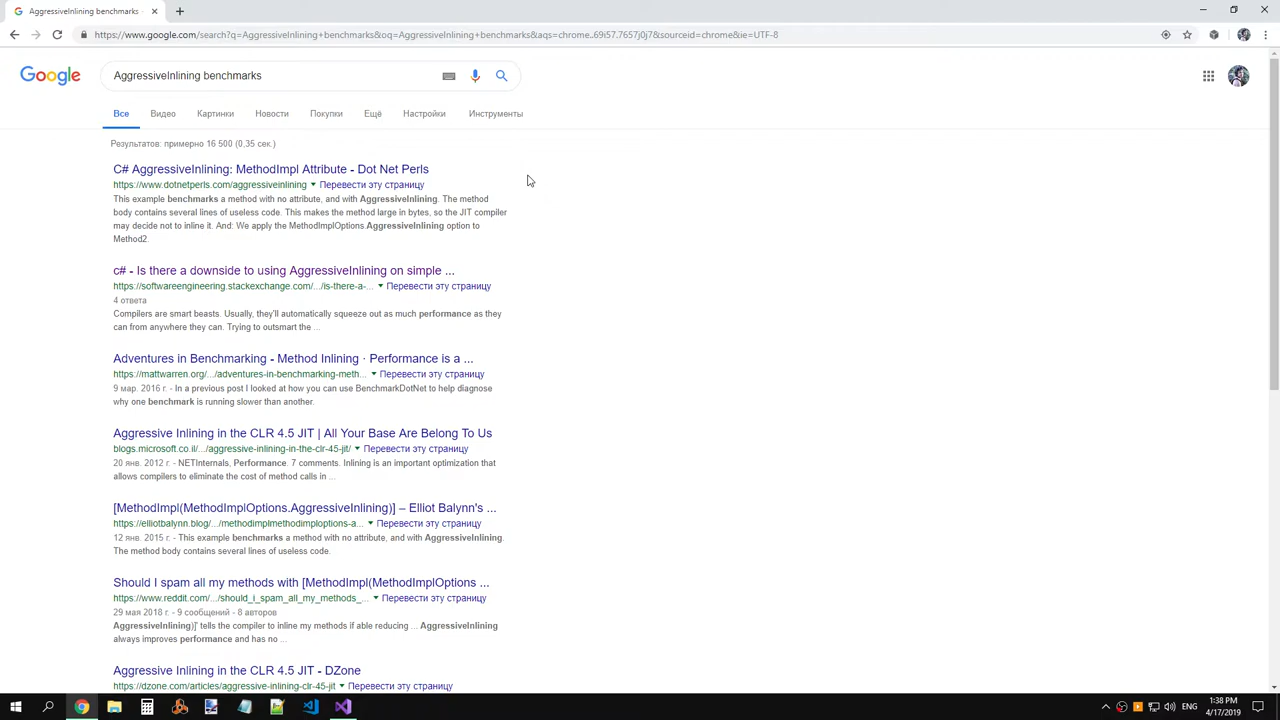 AggressiveInlining benchmarks
https://www.google.com/search?q=AggressiveInlining+benchmarks&oq=AggressiveInlining+benchmarks&aqs=chrome..69i57.7657j0j7&sourceid=chrome&ie=UTF-8
Google
AggressiveInlining benchmarks
Все Видео Картинки Новости Покупки Ещё Настройки Инструменты
Результатов: примерно 16 500 (0,35 сек.)
C# AggressiveInlining: MethodImpl Attribute - Dot Net Perls
https://www.dotnetperls.com/aggressiveinlining ▼ Перевести эту страницу
This example benchmarks a method with no attribute, and with AggressiveInlining. The method
body contains several lines of useless code. This makes the method large in bytes, so the JIT compiler
may decide not to inline it. And: We apply the MethodImplOptions.AggressiveInlining option to
Method2.
c# - Is there a downside to using AggressiveInlining on simple ...
https://softwareengineering.stackexchange.com/.../is-there-a-... ▼ Перевести эту страницу
4 ответа
Compilers are smart beasts. Usually, they'll automatically squeeze out as much performance as they
can from anywhere they can. Trying to outsmart the ...
Adventures in Benchmarking - Method Inlining · Performance is a ...
https://mattwarren.org/.../adventures-in-benchmarking-meth... ▼ Перевести эту страницу
9 мар. 2016 г. - In a previous post I looked at how you can use BenchmarkDotNet to help diagnose
why one benchmark is running slower than another.
Aggressive Inlining in the CLR 4.5 JIT | All Your Base Are Belong To Us
blogs.microsoft.co.il/.../aggressive-inlining-in-the-clr-45-jit/ ▼ Перевести эту страницу
20 янв. 2012 г. - NETInternals, Performance. 7 comments. Inlining is an important optimization that
allows compilers to eliminate the cost of method calls in ...
[MethodImpl(MethodImplOptions.AggressiveInlining)] – Elliot Balynn's ...
https://elliotbalynn.blog/.../methodimplmethodimploptions-a... ▼ Перевести эту страницу
12 янв. 2015 г. - This example benchmarks a method with no attribute, and with AggressiveInlining.
The method body contains several lines of useless code.
Should I spam all my methods with [MethodImpl(MethodImplOptions ...
https://www.reddit.com/.../should_i_spam_all_my_methods_... ▼ Перевести эту страницу
29 мая 2018 г. - 9 сообщений - 8 авторов
AggressiveInlining)]' tells the compiler to inline my methods if able reducing ... AggressiveInlining
always improves performance and has no ...
Aggressive Inlining in the CLR 4.5 JIT - DZone
https://dzone.com/articles/aggressive-inlining-clr-45-jit ▼ Перевести эту страницу
ENG
1:38 PM
4/17/2019